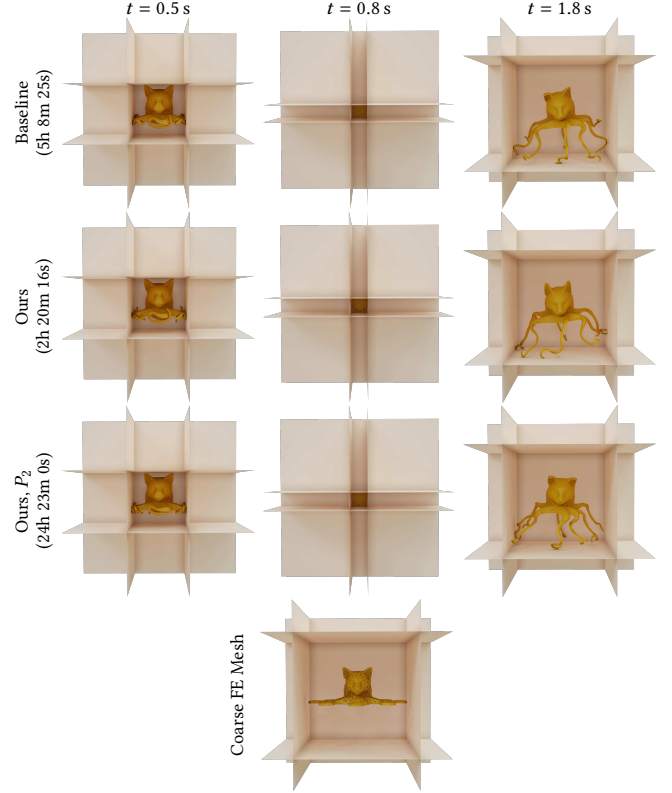 t = 0.5 s
t = 0.8 s
t = 1.8 s
Baseline
(5h 8m 25s)
Ours
(2h 20m 16s)
Ours, P₂
(24h 23m 0s)
Coarse FE Mesh